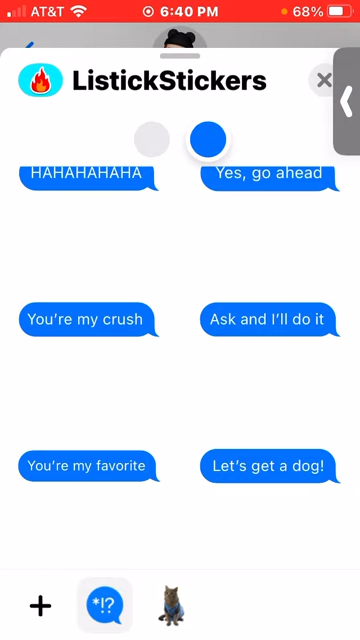 AT&T 6:40 PM 68%
ListickStickers
HAHAHAHAHA Yes, go ahead
You're my crush Ask and I'll do it
You're my favorite Let's get a dog!
*!?